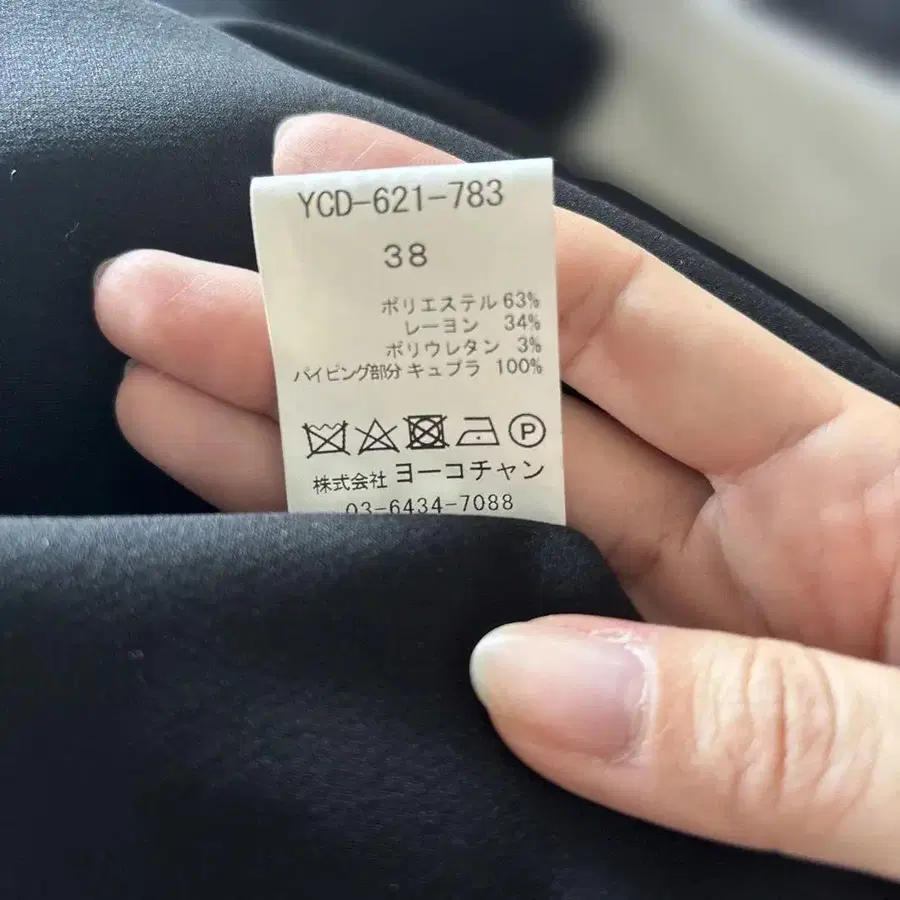 YCD-621-783
38
ポリエステル 63%
レーヨン 34%
ポリウレタン 3%
パイピング部分 キュプラ 100%
P
株式会社 ヨーコチャン
03-6434-7088